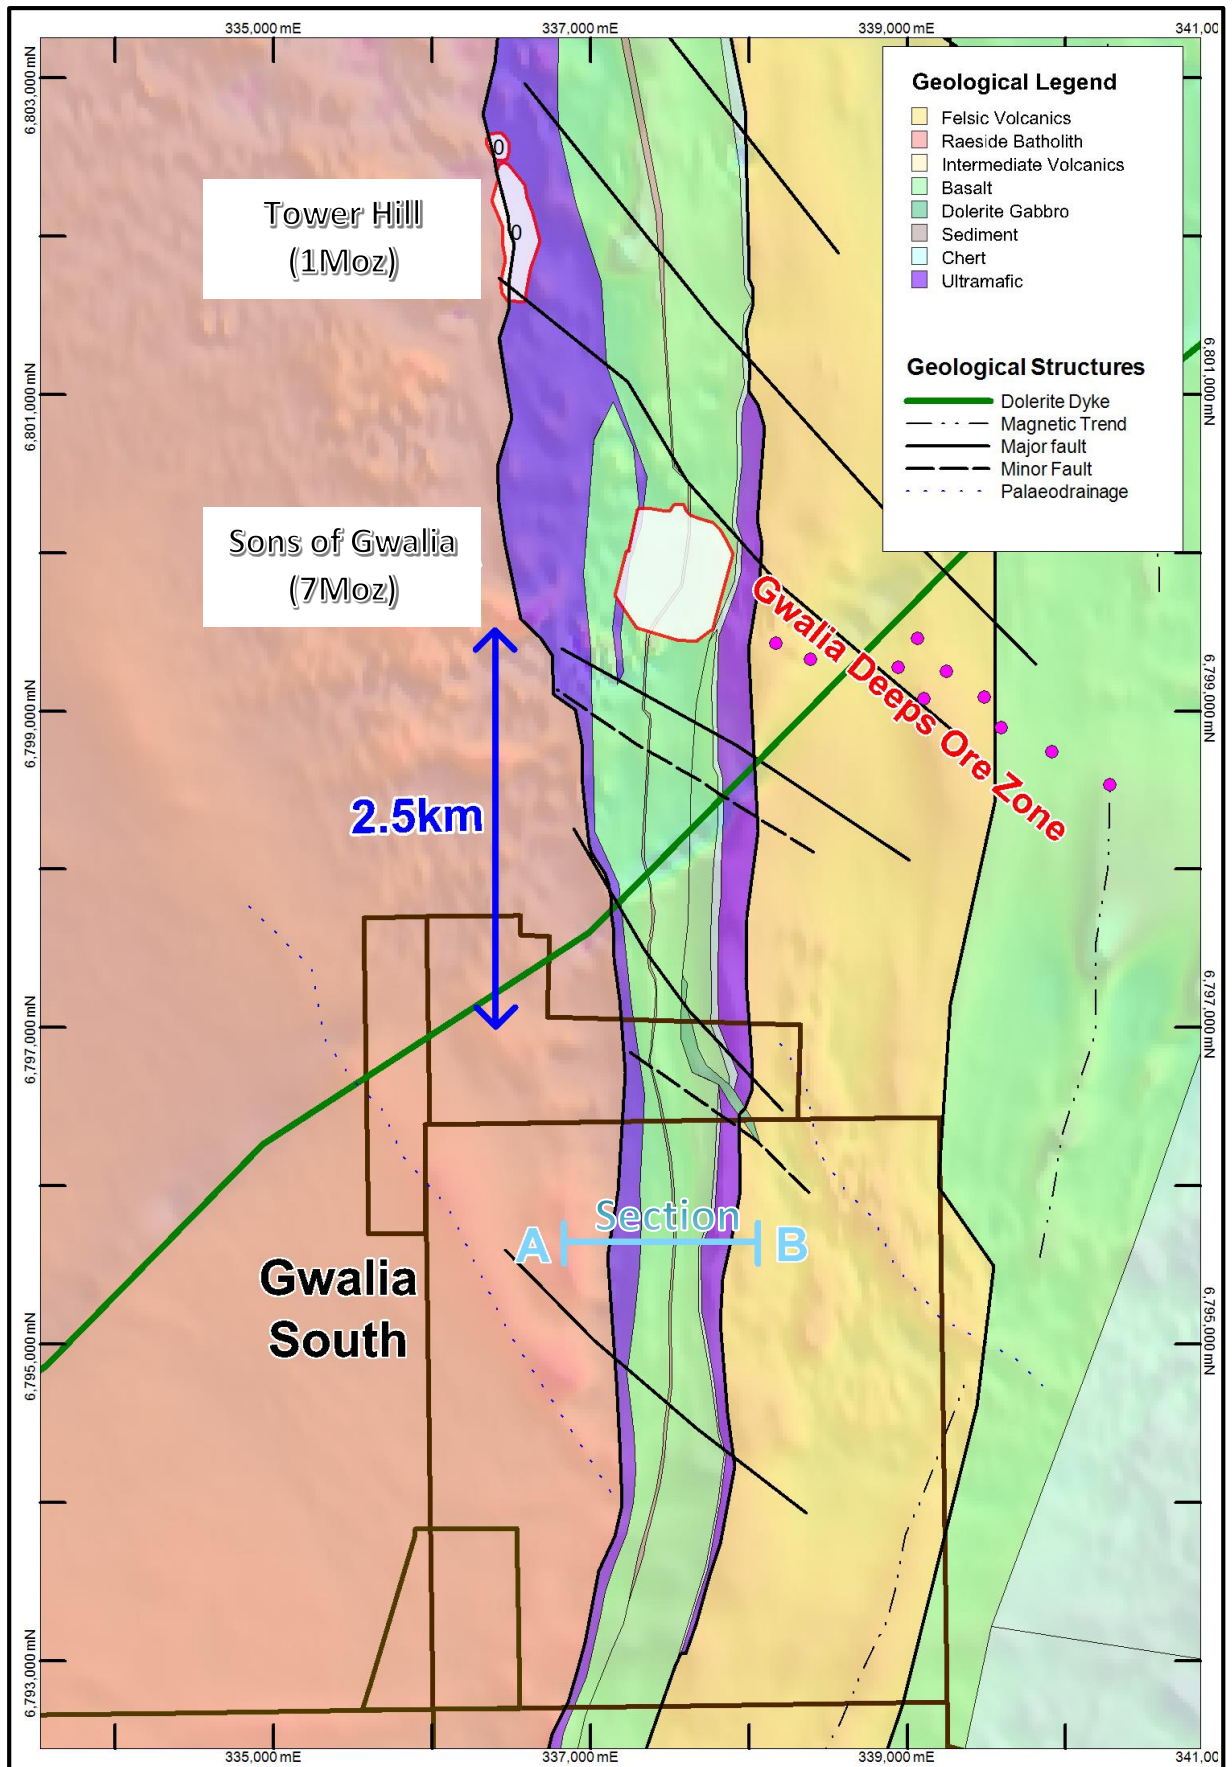 335,000 mE
337,000 mE
339,000 mE
341,00
6,803,000 mN
6,801,000 mN
6,799,000 mN
6,797,000 mN
6,795,000 mN
6,793,000 mN
Geological Legend
Felsic Volcanics
Raeside Batholith
Intermediate Volcanics
Basalt
Dolerite Gabbro
Sediment
Chert
Ultramafic
Geological Structures
Dolerite Dyke
Magnetic Trend
Major fault
Minor Fault
Palaeodrainage
0
0
Tower Hill
(1Moz)
Sons of Gwalia
(7Moz)
Gwalia Deeps Ore Zone
2.5km
Section
A
B
Gwalia
South
6,801,000 mN
6,799,000 mN
6,797,000 mN
6,795,000 mN
335,000 mE
337,000 mE
339,000 mE
341,00